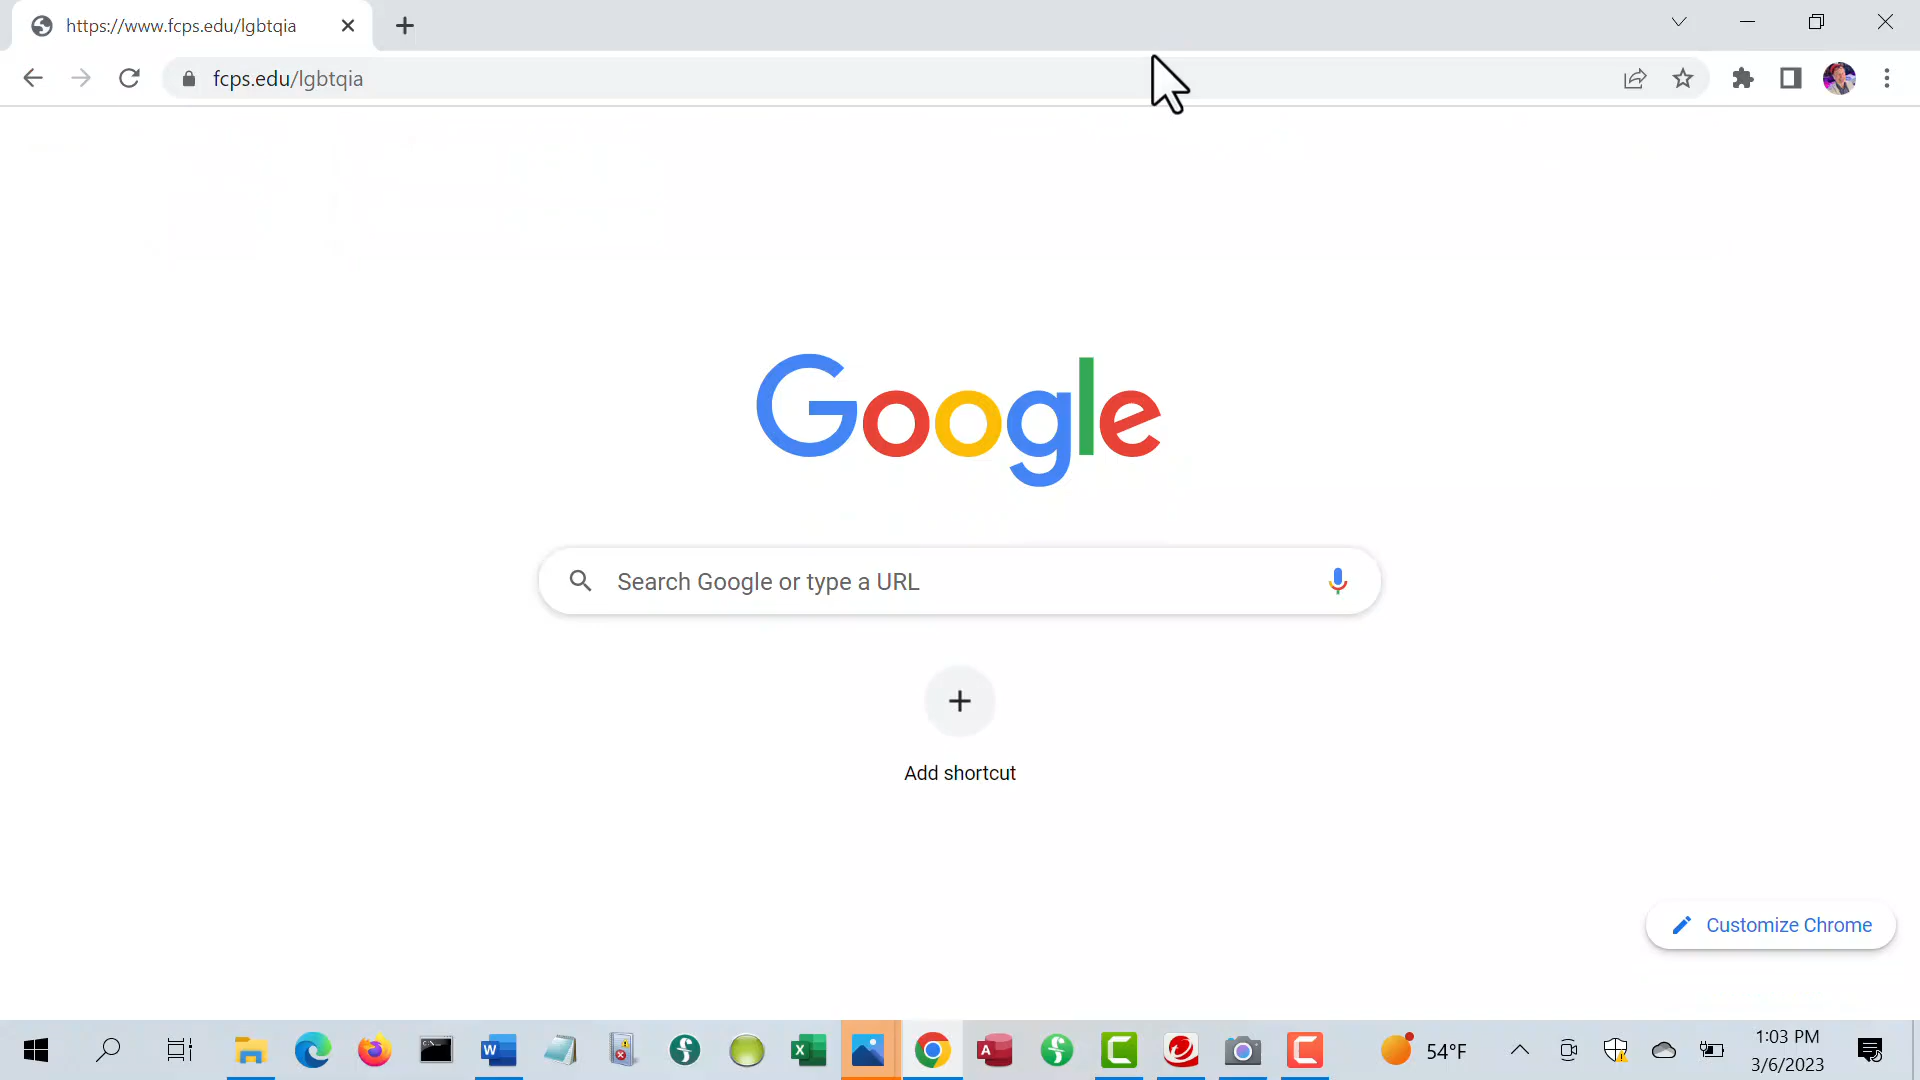 https://www.fcps.edu/lgbtqia
fcps.edu/lgbtqia
Google
Search Google or type a URL
Add shortcut
Customize Chrome
54°F
1:03 PM
3/6/2023